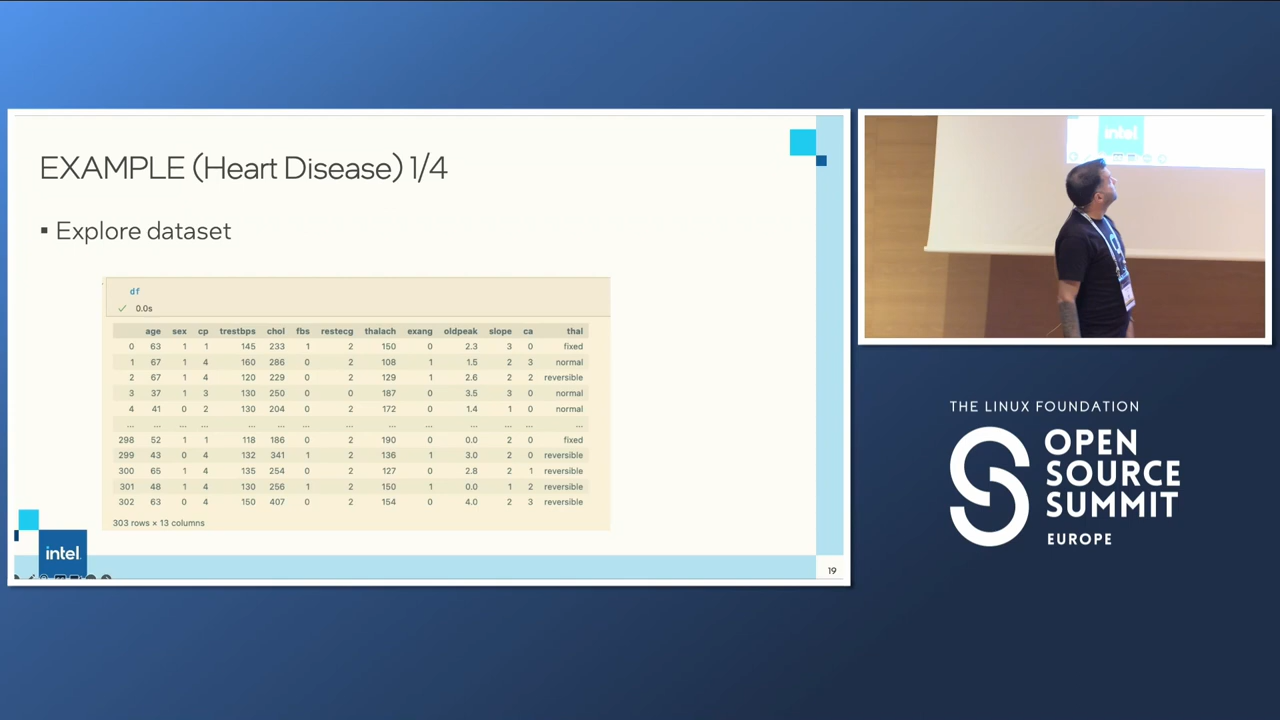 EXAMPLE (Heart Disease) 1/4
▪ Explore dataset
df
✓ 0.0s
age sex cp trestbps chol fbs restecg thalach exang oldpeak slope ca thal
0 63 1 1 145 233 1 2 150 0 2.3 3 0 fixed
1 67 1 4 160 286 0 2 108 1 1.5 2 3 normal
2 67 1 4 120 229 0 2 129 1 2.6 2 2 reversible
3 37 1 3 130 250 0 0 187 0 3.5 3 0 normal
4 41 0 2 130 204 0 2 172 0 1.4 1 0 normal
... ... ... ... ... ... ... ... ... ... ... ... ... ...
298 52 1 1 118 186 0 2 190 0 0.0 2 0 fixed
299 43 0 4 132 341 1 2 136 1 3.0 2 0 reversible
300 65 1 4 135 254 0 2 127 0 2.8 2 1 reversible
301 48 1 4 130 256 1 2 150 1 0.0 1 2 reversible
302 63 0 4 150 407 0 2 154 0 4.0 2 3 reversible
303 rows × 13 columns
intel
19
intel
THE LINUX FOUNDATION
OPEN
SOURCE
SUMMIT
EUROPE